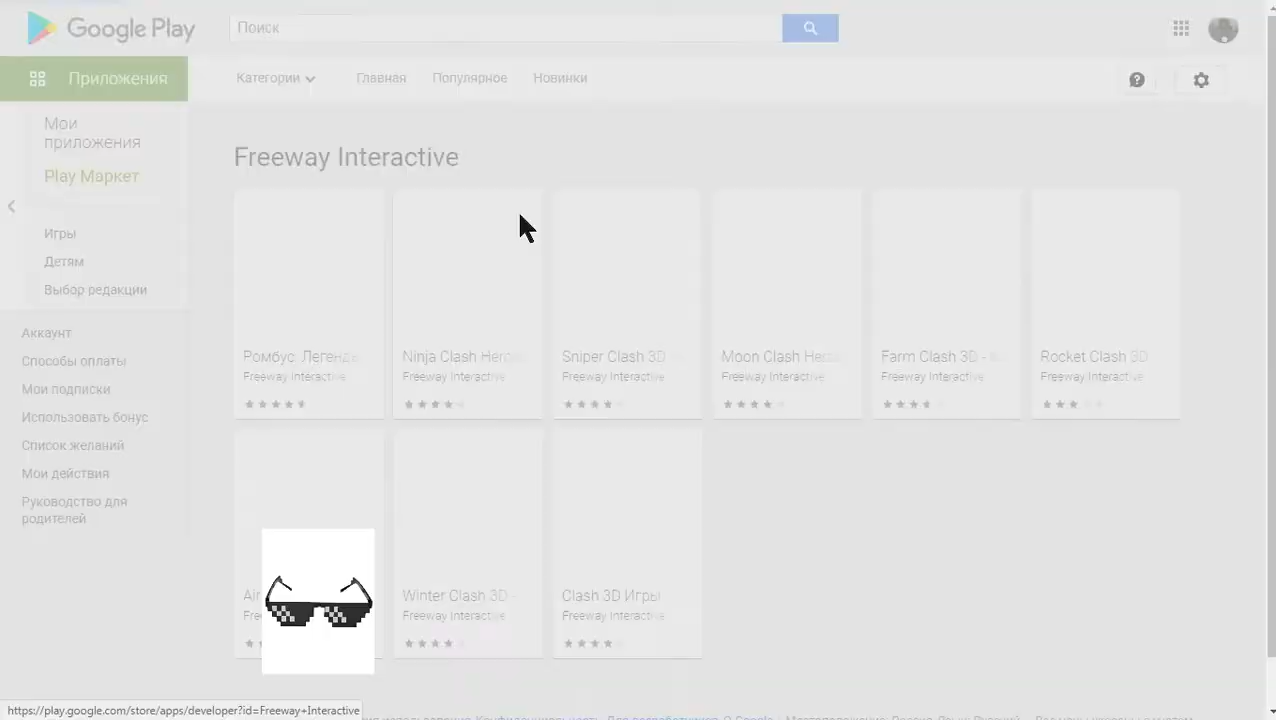 Google Play
Поиск
Приложения
Категории
Главная
Популярное
Новинки
Мои
приложения
Play Маркет
Игры
Детям
Выбор редакции
Аккаунт
Способы оплаты
Мои подписки
Использовать бонус
Список желаний
Мои действия
Руководство для
родителей
Freeway Interactive
Ромбус: Легенда
Freeway Interactive
Ninja Clash
Freeway Interactive
Sniper Clash 3D
Freeway Interactive
Moon Clash
Freeway Interactive
Farm Clash 3D -
Freeway Interactive
Rocket Clash 3D
Freeway Interactive
Air
Winter Clash 3D -
Freeway Interactive
Clash 3D Игры
Freeway Interactive
https://play.google.com/store/apps/developer?id=Freeway+Interactive